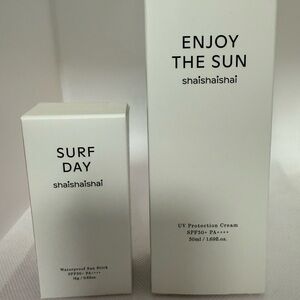 SURF
DAY
shaishaishai
Waterproof Sun Stick
SPF50+ PA++++
ENJOY
THE SUN
shaishaishai
UV Protection Cream
SPF50+ PA++++
50ml / 1.69fl.oz.